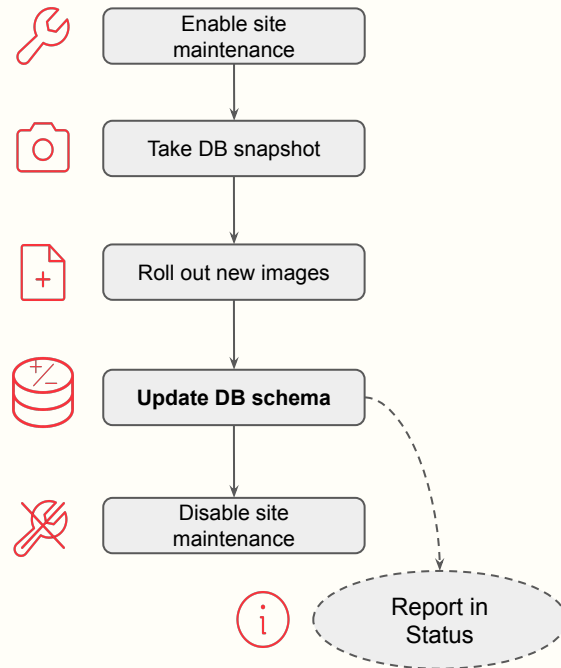 Enable site
maintenance
Take DB snapshot
Roll out new images
Update DB schema
Disable site
maintenance
Report in
Status